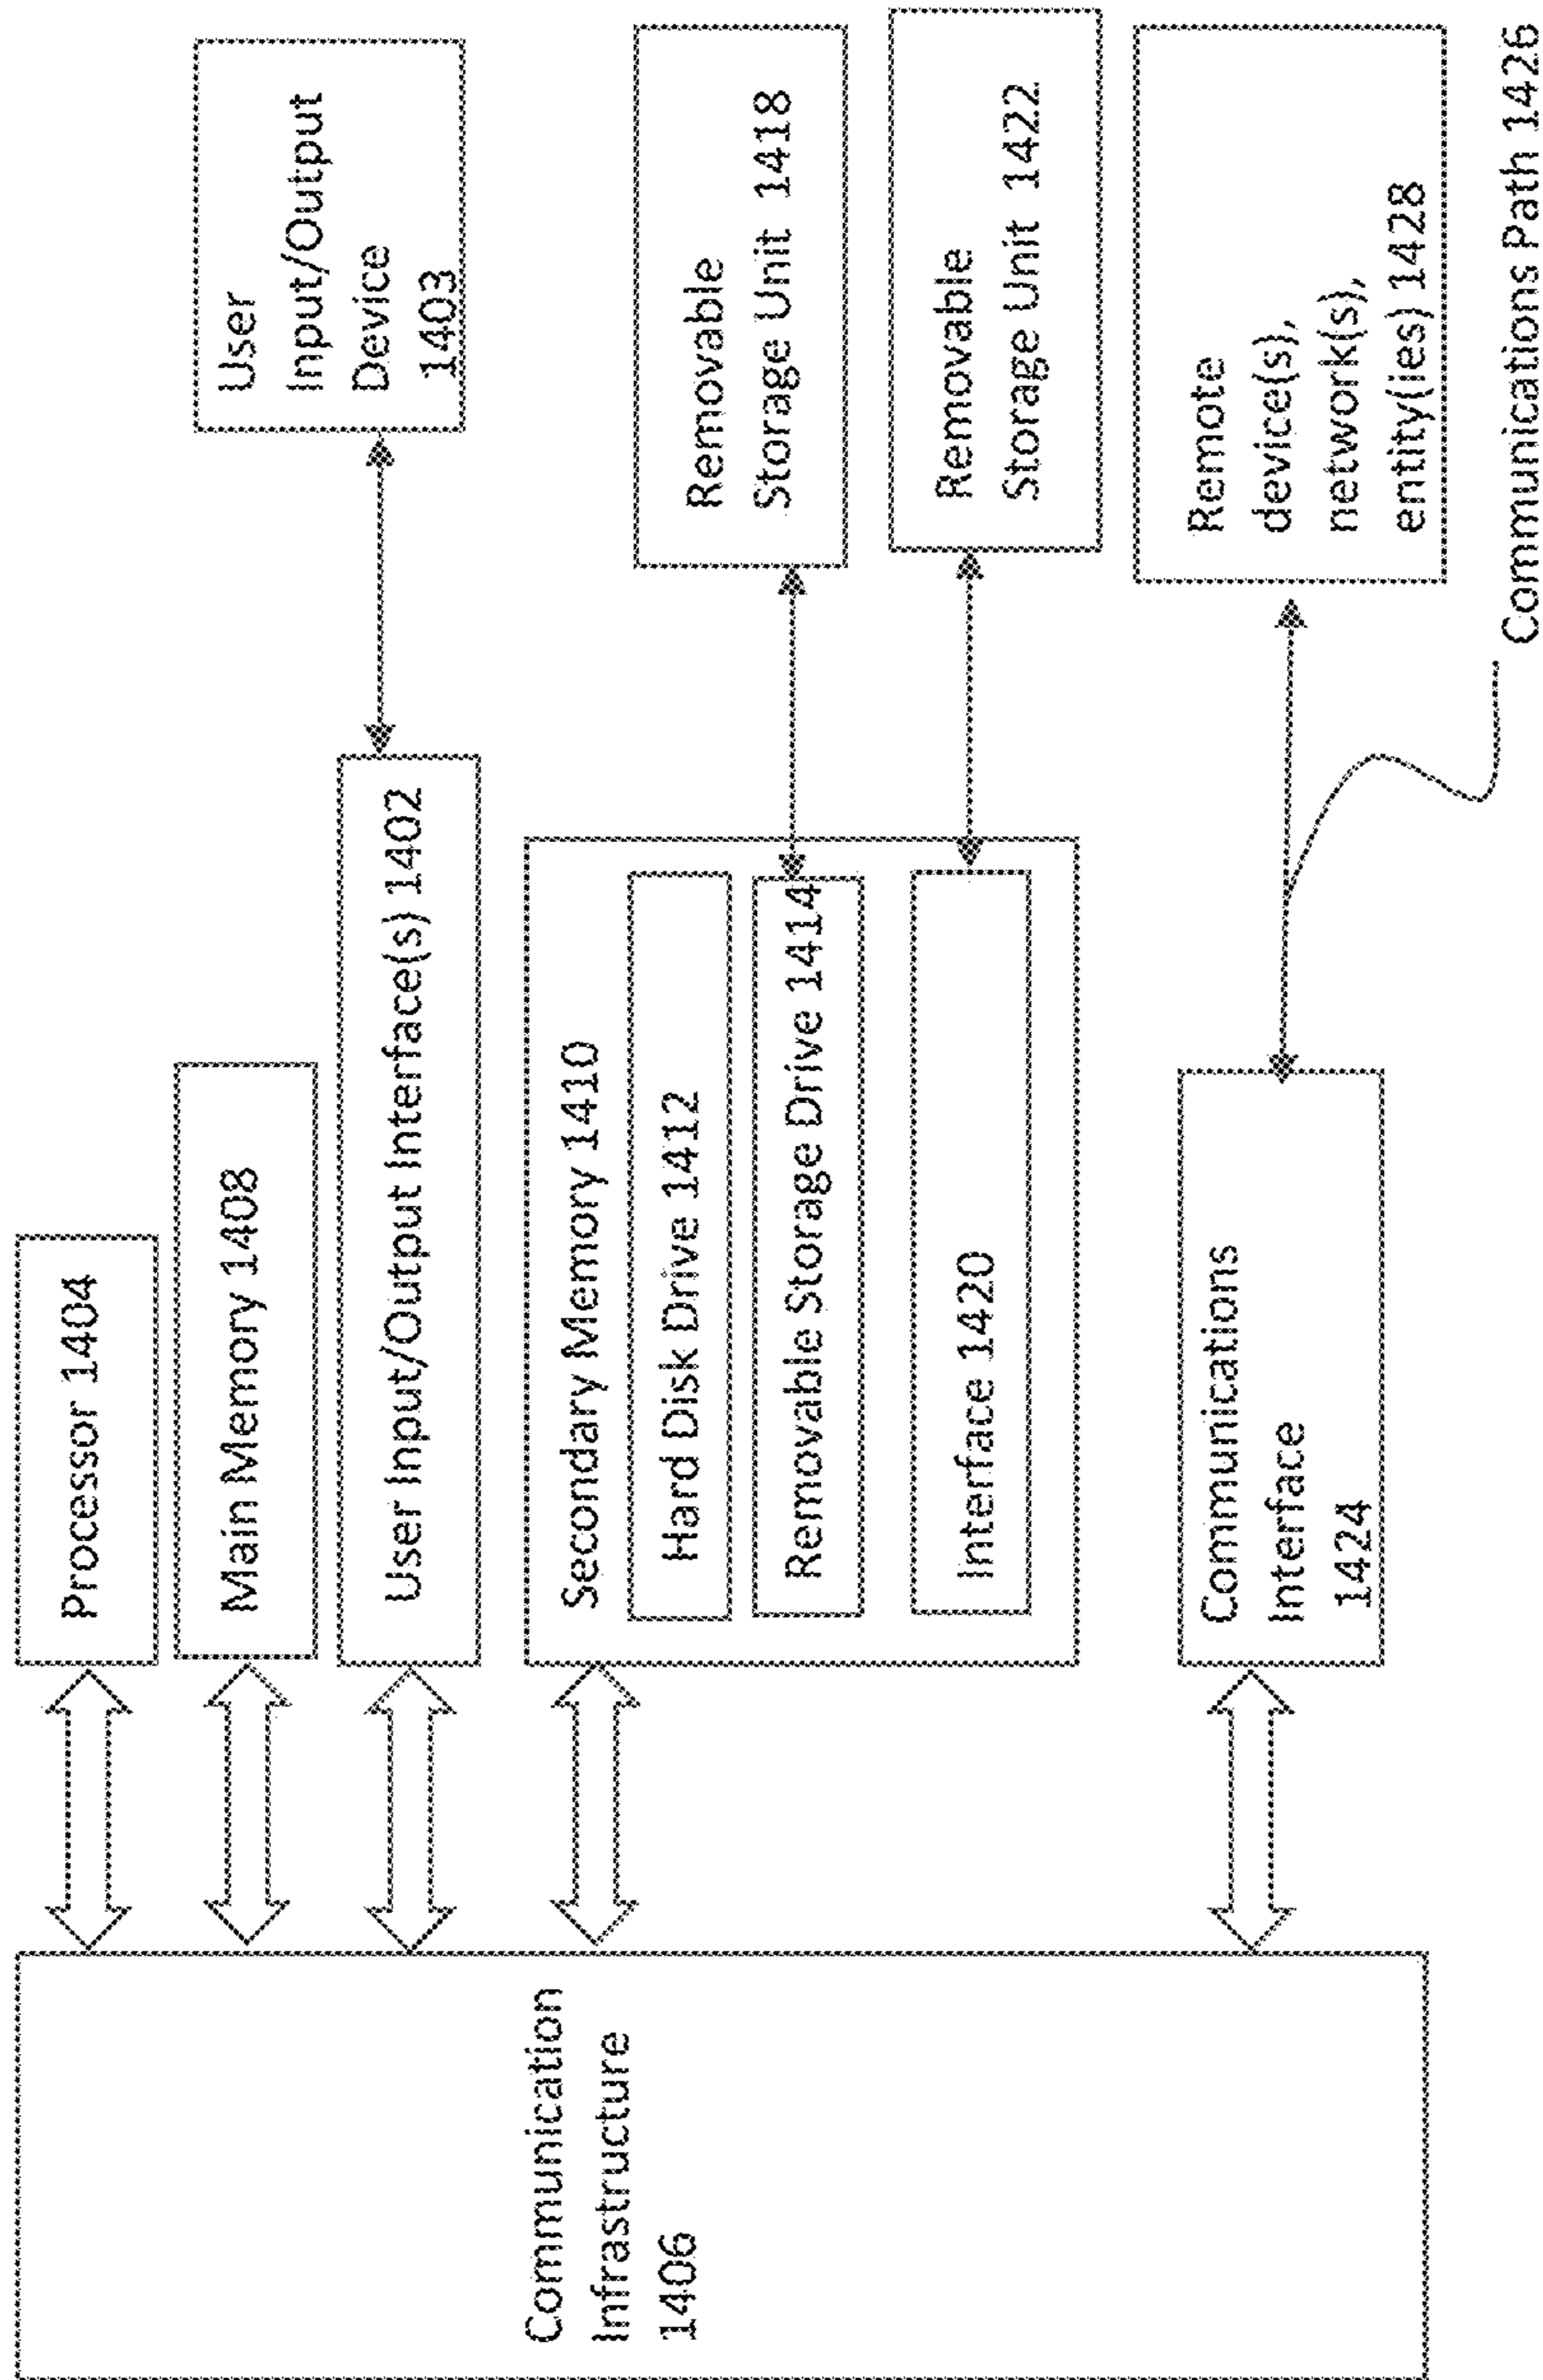 Processor 1404
Main Memory 1408
User Input/Output Interface(s) 1402
User
Input/Output
Device
1403
Secondary Memory 1410
Hard Disk Drive 1412
Removable Storage Drive 1414
Interface 1420
Removable
Storage Unit 1418
Removable
Storage Unit 1422
Communication
Infrastructure
1406
Communications
Interface
1424
Remote
device(s),
network(s),
entity(ies) 1428
Communications Path 1426